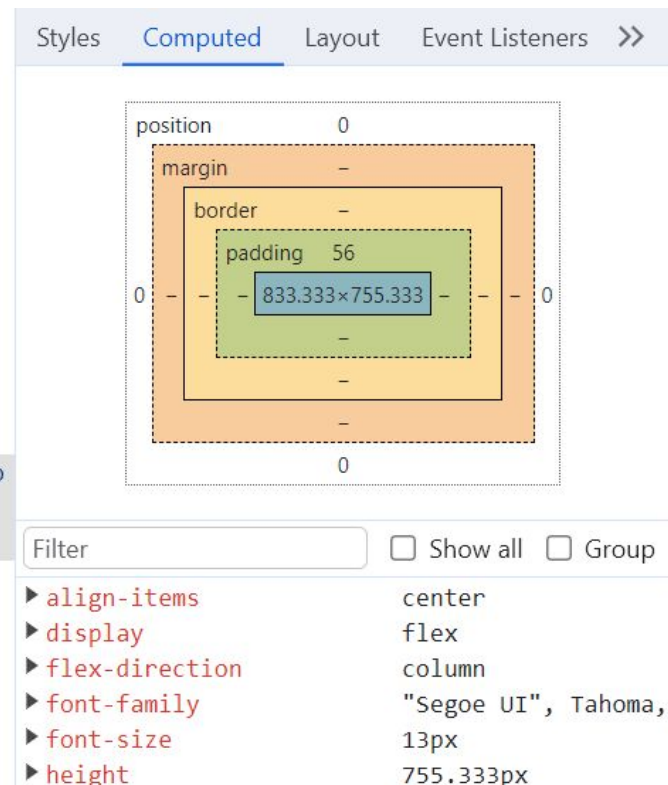 Styles Computed Layout Event Listeners >>
position 0
margin –
border –
padding 56
0 – – – 833.333×755.333 – – – 0
–
–
–
0
Filter Show all Group
align-items center
display flex
flex-direction column
font-family "Segoe UI", Tahoma,
font-size 13px
height 755.333px